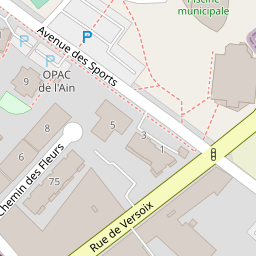 Piscine
municipale
Avenue des Sports
P
P
P
OPAC
de l'Ain
9
8
5
3
1
Chemin des Fleurs
75
Rue de Versoix